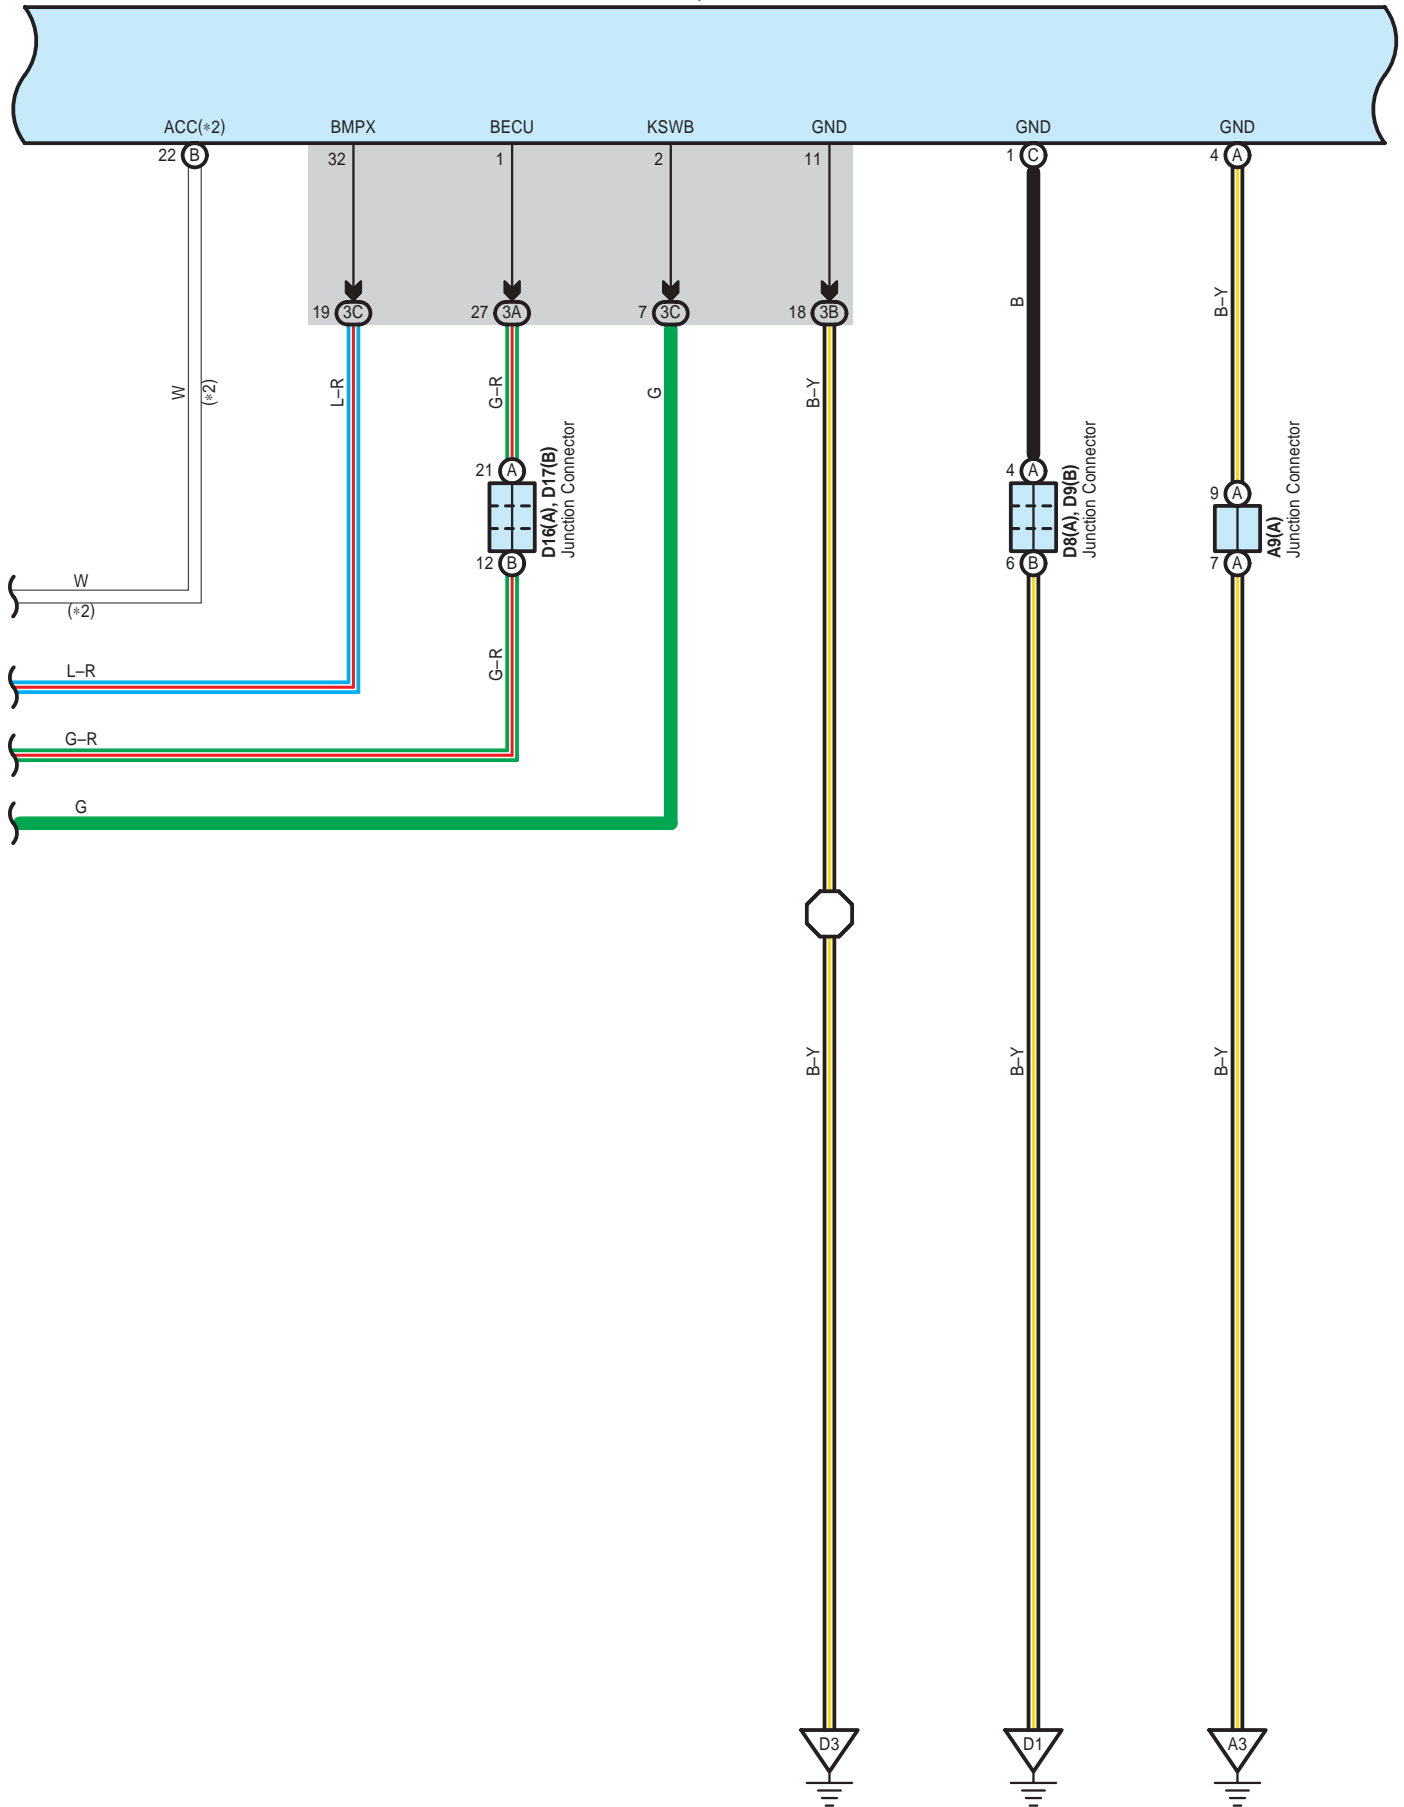 ACC(∗2) BMPX BECU KSWB GND GND GND
22 B 32 1 2 11 1 C 4 A
19 3C 27 3A 7 3C 18 3B
B B–Y
W (∗2) L–R G–R G B–Y
21 A 4 A 9 A
D16(A), D17(B)
Junction Connector
D8(A), D9(B)
Junction Connector
A9(A)
Junction Connector
12 B 6 B 7 A
W
(∗2)
G–R
L–R
G–R
G
B–Y B–Y B–Y
D3 D1 A3